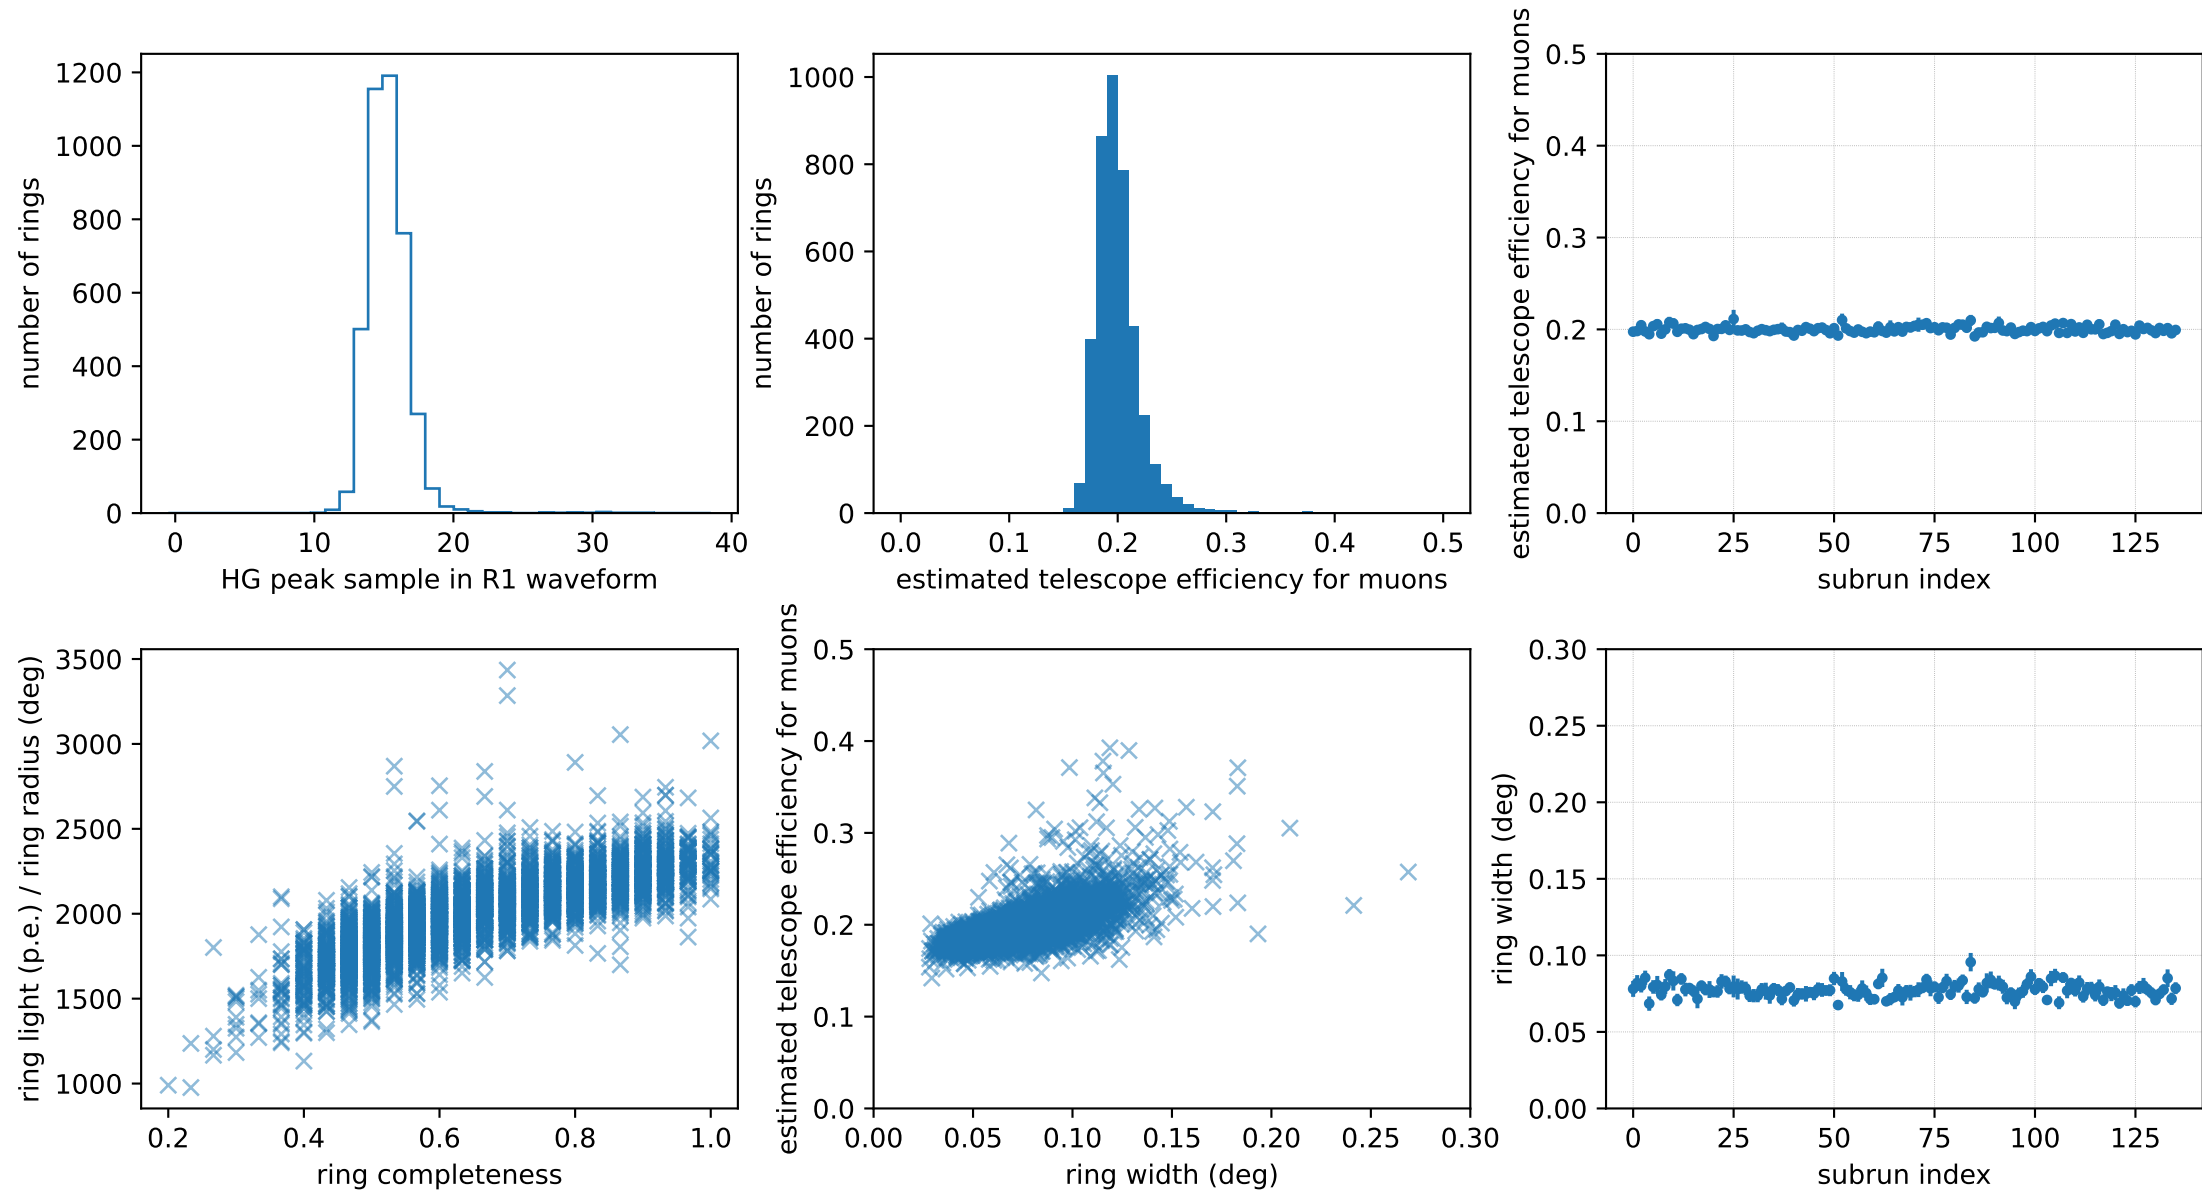 number of rings
1200
1000
800
600
400
200
0
0 10 20 30 40
HG peak sample in R1 waveform
number of rings
1000
800
600
400
200
0
0.0 0.1 0.2 0.3 0.4 0.5
estimated telescope efficiency for muons
estimated telescope efficiency for muons
0.5
0.4
0.3
0.2
0.1
0.0
0 25 50 75 100 125
subrun index
ring light (p.e.) / ring radius (deg)
3500
3000
2500
2000
1500
1000
0.2 0.4 0.6 0.8 1.0
ring completeness
estimated telescope efficiency for muons
0.5
0.4
0.3
0.2
0.1
0.0
0.00 0.05 0.10 0.15 0.20 0.25 0.30
ring width (deg)
ring width (deg)
0.30
0.25
0.20
0.15
0.10
0.05
0.00
0 25 50 75 100 125
subrun index